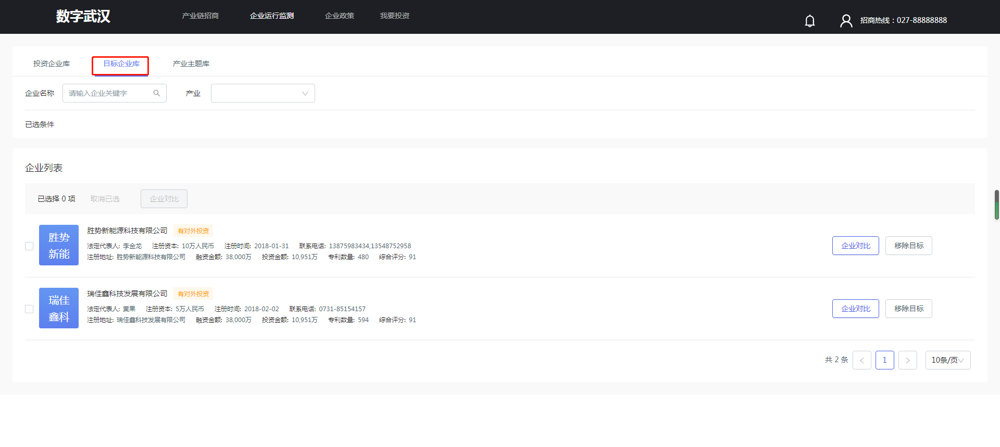 数字武汉 产业链招商 企业运行监测 企业政策 我要投资 招商热线：027-88888888
投资企业库 目标企业库 产业主题库
企业名称 请输入企业关键字 产业
已选条件
企业列表
已选择 0 项 取消已选 企业对比
胜势新能
胜势新能源科技有限公司 有对外投资
法定代表人: 李金龙 注册资本: 10万人民币 注册时间: 2018-01-31 联系电话: 13875983434,13548752958
注册地址: 胜势新能源科技有限公司 融资金额: 38,000万 投资金额: 10,951万 专利数量: 480 综合评分: 91
企业对比 移除目标
瑞佳鑫科
瑞佳鑫科技发展有限公司 有对外投资
法定代表人: 黄果 注册资本: 5万人民币 注册时间: 2018-02-02 联系电话: 0731-85154157
注册地址: 瑞佳鑫科技发展有限公司 融资金额: 38,000万 投资金额: 10,951万 专利数量: 594 综合评分: 91
企业对比 移除目标
共 2 条 1 10条/页